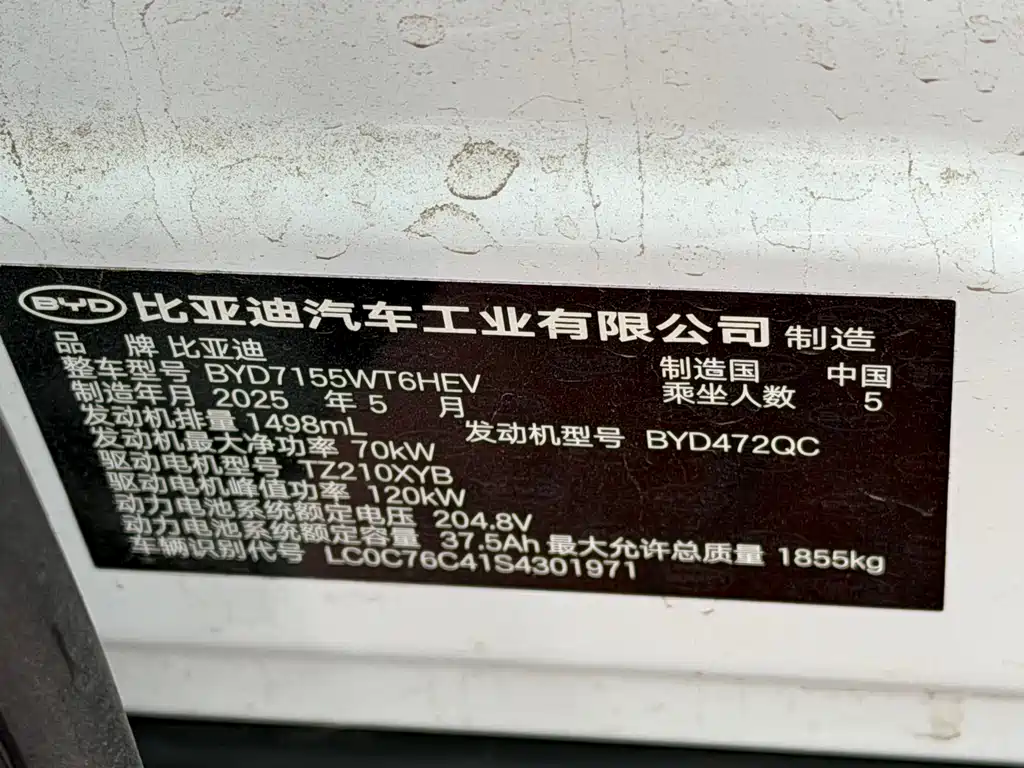 BYD 比亚迪汽车工业有限公司 制造
品 牌 比亚迪 制造国 中国
整车型号 BYD7155WT6HEV 乘坐人数 5
制造年月 2025 年 5 月
发动机排量 1498mL 发动机型号 BYD472QC
发动机最大净功率 70kW
驱动电机型号 TZ210XYB
驱动电机峰值功率 120kW
动力电池系统额定电压 204.8V
动力电池系统额定容量 37.5Ah 最大允许总质量 1855kg
车辆识别代号 LC0C76C41S4301971